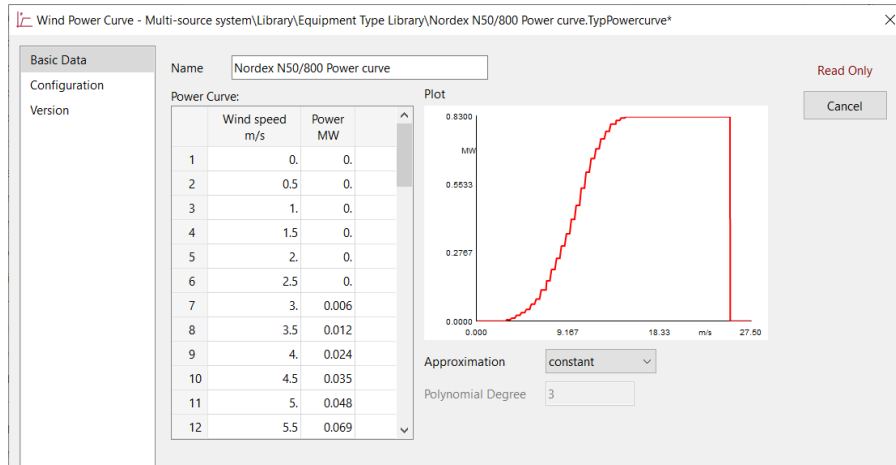 Wind Power Curve - Multi-source system\Library\Equipment Type Library\Nordex N50/800 Power curve.TypPowercurve*
Basic Data
Configuration
Version
Name
Nordex N50/800 Power curve
Read Only
Cancel
Power Curve:
Wind speed Power
m/s MW
1 0. 0.
2 0.5 0.
3 1. 0.
4 1.5 0.
5 2. 0.
6 2.5 0.
7 3. 0.006
8 3.5 0.012
9 4. 0.024
10 4.5 0.035
11 5. 0.048
12 5.5 0.069
Plot
0.8300
MW
0.5533
0.2767
0.0000
0.000 9.167 18.33 m/s 27.50
Approximation constant
Polynomial Degree 3